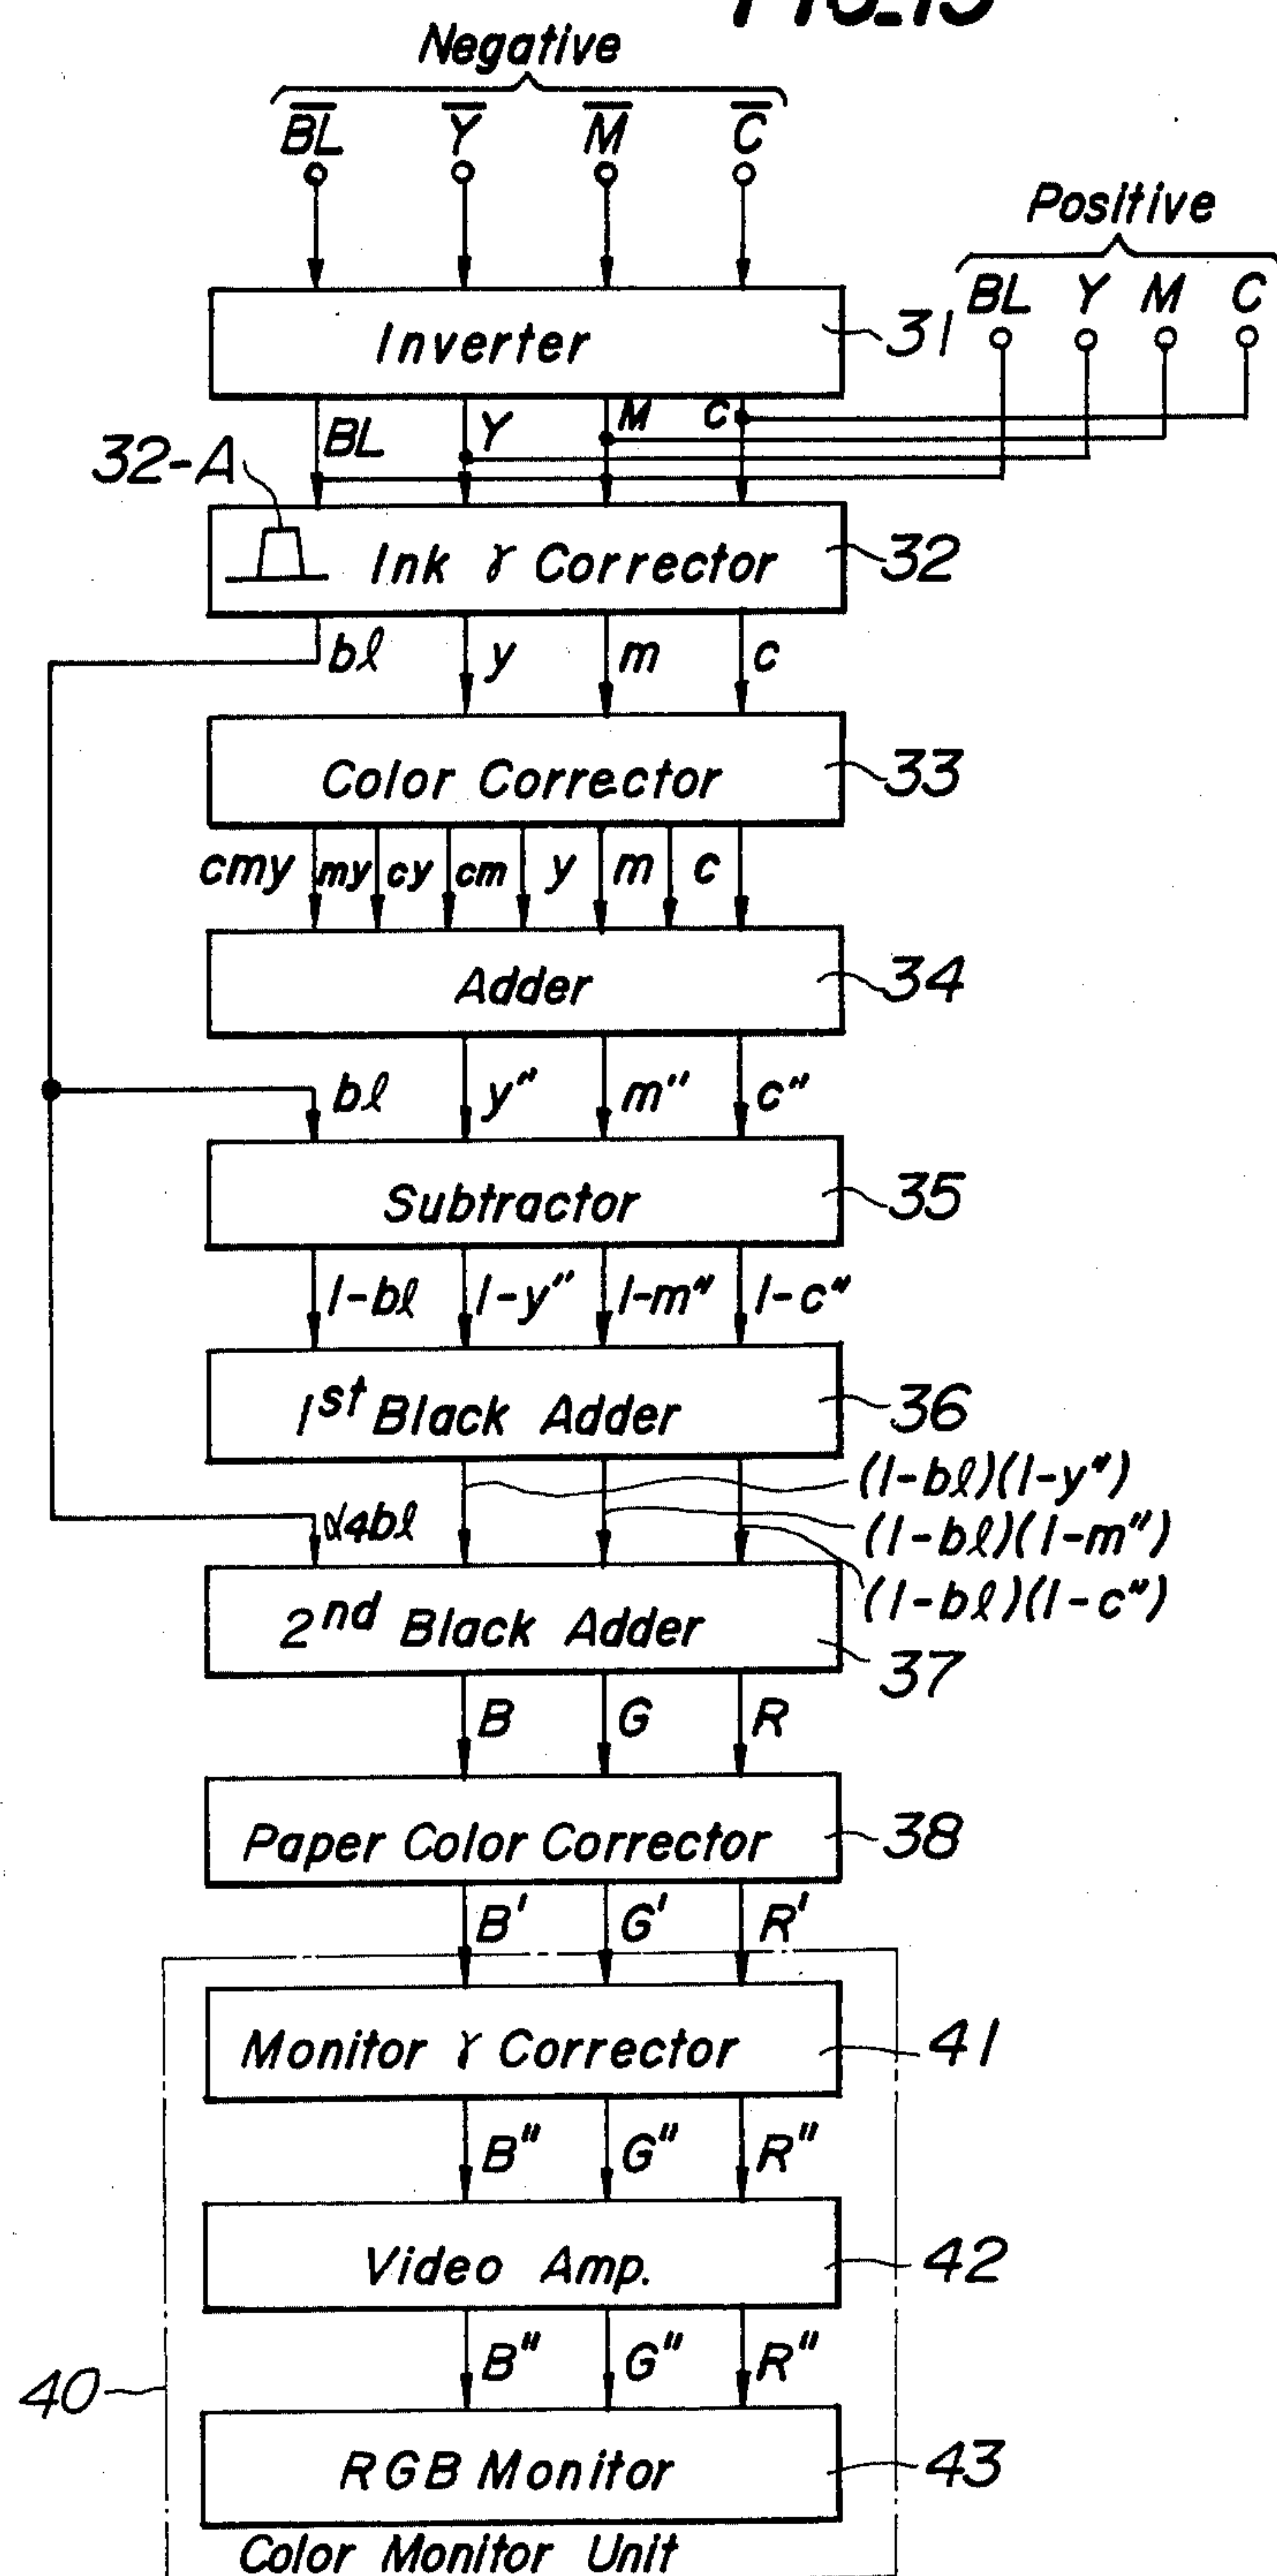 FIG_15
Negative
B̅L̅ Y̅ M̅ C̅
Positive
BL Y M C
Inverter 31
BL Y M C
32-A
Ink γ Corrector 32
bl y m c
Color Corrector 33
cmy my cy cm y m c
Adder 34
bl y" m" c"
Subtractor 35
1-bl 1-y" 1-m" 1-c"
1st Black Adder 36
(1-bl)(1-y")
α4bl (1-bl)(1-m")
(1-bl)(1-c")
2nd Black Adder 37
B G R
Paper Color Corrector 38
B' G' R'
Monitor γ Corrector 41
B" G" R"
Video Amp. 42
B" G" R"
40
RGB Monitor 43
Color Monitor Unit